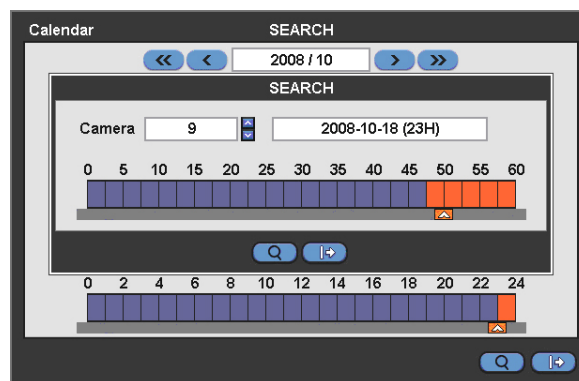 Calendar SEARCH
2008 / 10
SEARCH
Camera 9 2008-10-18 (23H)
0 5 10 15 20 25 30 35 40 45 50 55 60
0 2 4 6 8 10 12 14 16 18 20 22 24